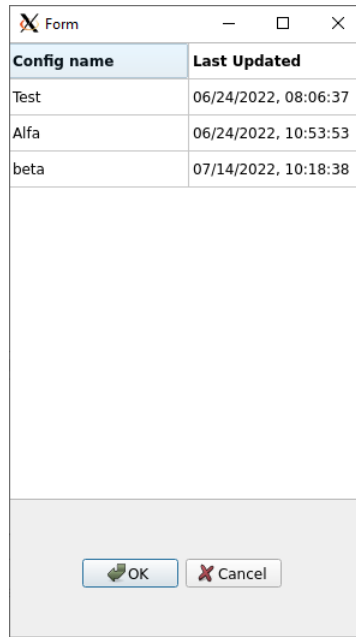 Form
Config name Last Updated
Test 06/24/2022, 08:06:37
Alfa 06/24/2022, 10:53:53
beta 07/14/2022, 10:18:38
OK Cancel